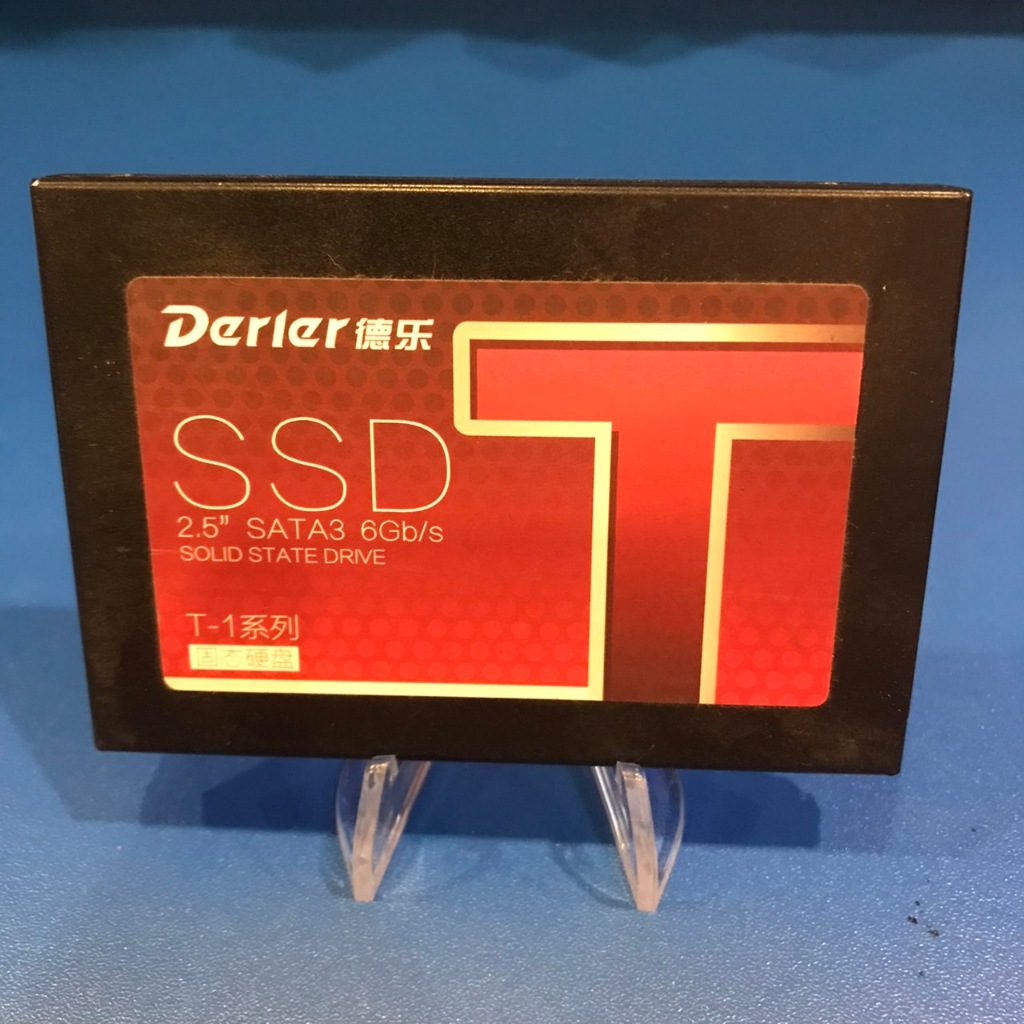 Derler德乐
SSD
2.5” SATA3 6Gb/s
SOLID STATE DRIVE
T-1系列
固态硬盘
T